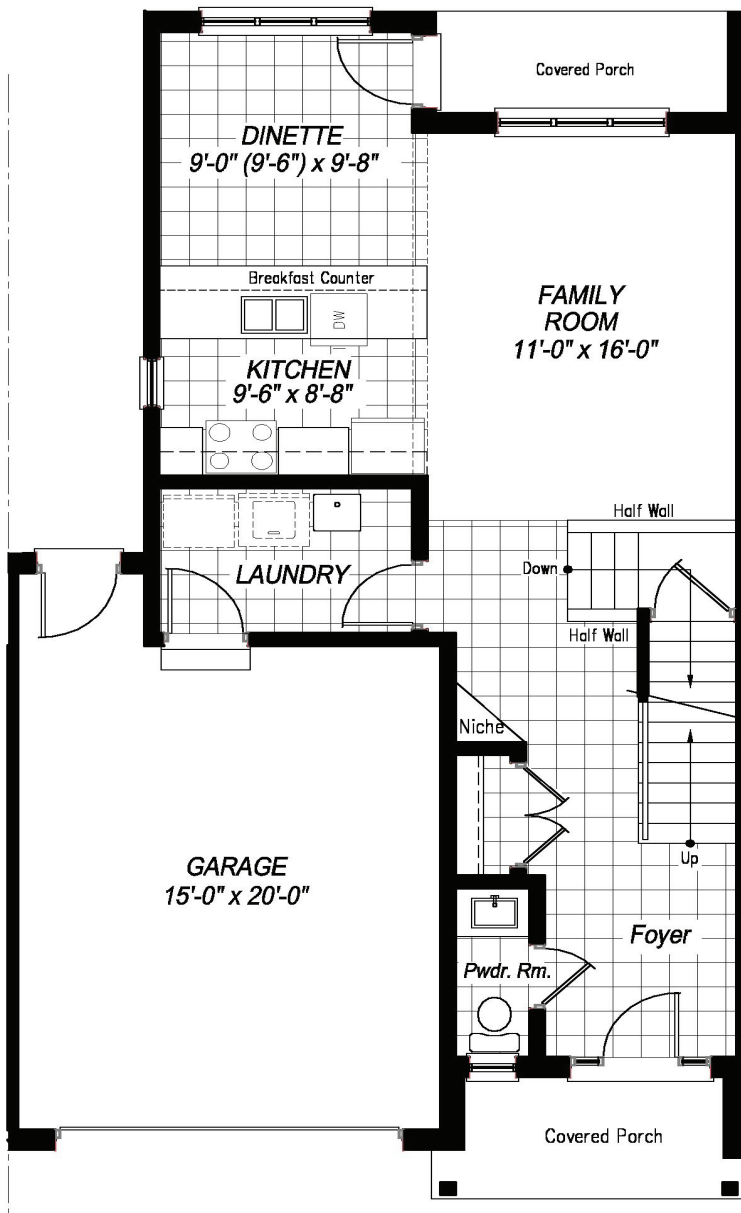 Covered Porch
DINETTE
9'-0" (9'-6") x 9'-8"
Breakfast Counter
DW
FAMILY
ROOM
11'-0" x 16'-0"
KITCHEN
9'-6" x 8'-8"
Half Wall
LAUNDRY
Down
Half Wall
Niche
Up
GARAGE
15'-0" x 20'-0"
Foyer
Pwdr. Rm.
Covered Porch